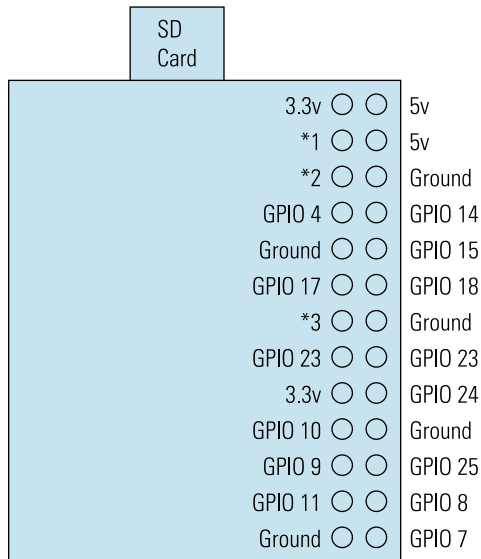 SD
Card
3.3v 5v
*1 5v
*2 Ground
GPIO 4 GPIO 14
Ground GPIO 15
GPIO 17 GPIO 18
*3 Ground
GPIO 23 GPIO 23
3.3v GPIO 24
GPIO 10 Ground
GPIO 9 GPIO 25
GPIO 11 GPIO 8
Ground GPIO 7